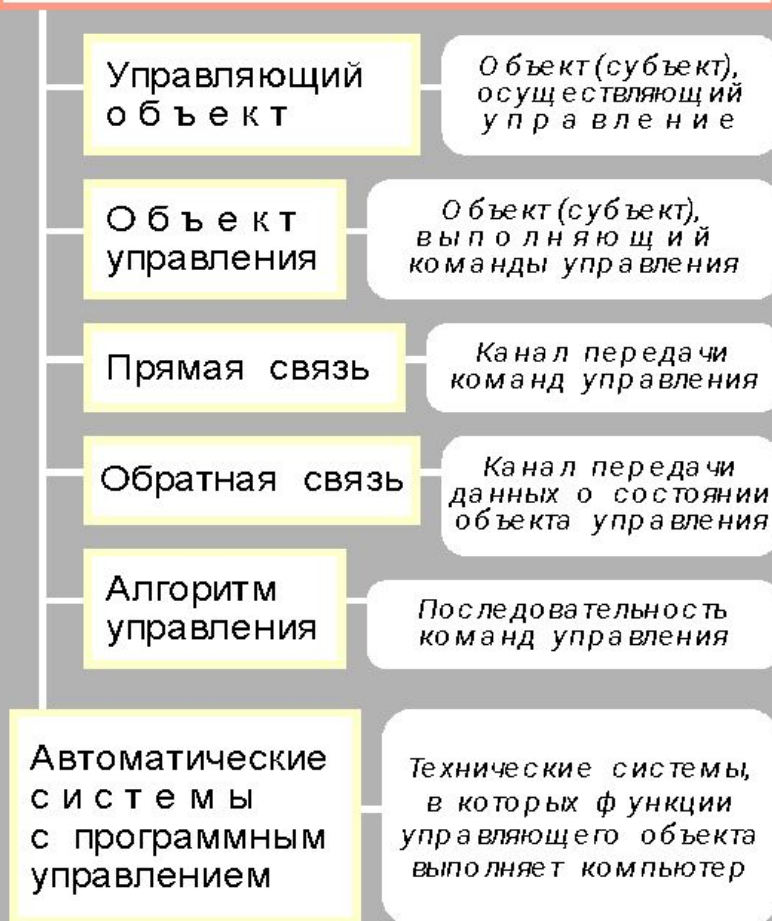 Управляющий
объект
Объект (субъект),
осуществляющий
управление
Объект
управления
Объект (субъект),
выполняющий
команды управления
Прямая связь
Канал передачи
команд управления
Обратная связь
Канал передачи
данных о состоянии
объекта управления
Алгоритм
управления
Последовательность
команд управления
Автоматические
системы
с программным
управлением
Технические системы,
в которых функции
управляющего объекта
выполняет компьютер